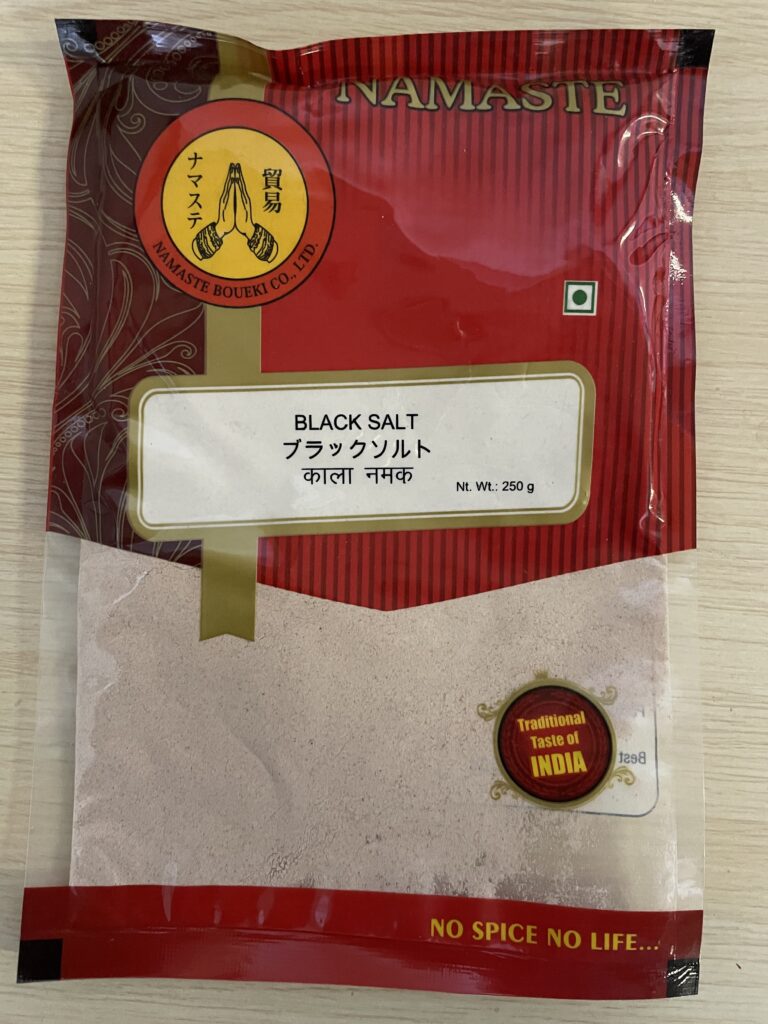 NAMASTE
ナマステ
貿易
NAMASTE BOUEKI CO., LTD.
BLACK SALT
ブラックソルト
काला नमक
Nt. Wt.: 250 g
Traditional
Taste of
INDIA
Best
NO SPICE NO LIFE...